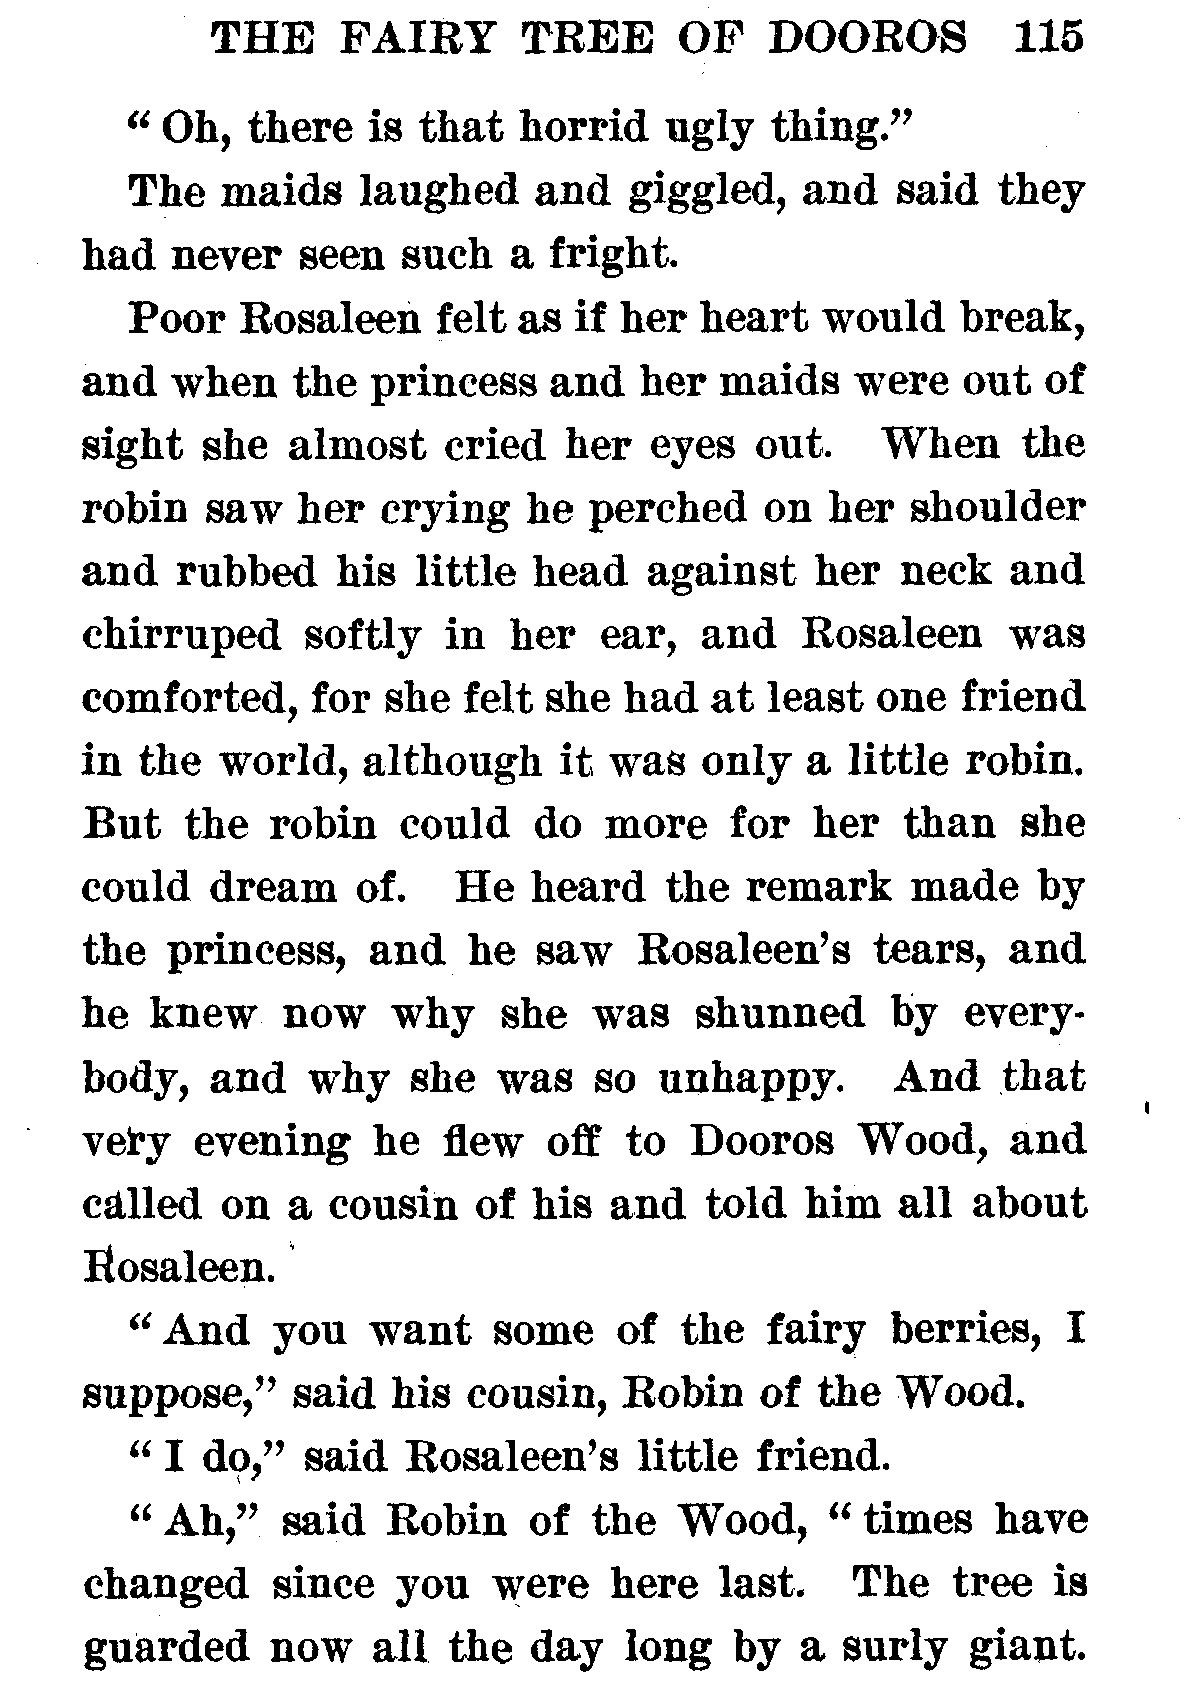 THE FAIRY TREE OF DOOROS 115
“Oh, there is that horrid ugly thing.”
The maids laughed and giggled, and said they
had never seen such a fright.
Poor Rosaleen felt as if her heart would break,
and when the princess and her maids were out of
sight she almost cried her eyes out. When the
robin saw her crying he perched on her shoulder
and rubbed his little head against her neck and
chirruped softly in her ear, and Rosaleen was
comforted, for she felt she had at least one friend
in the world, although it was only a little robin.
But the robin could do more for her than she
could dream of. He heard the remark made by
the princess, and he saw Rosaleen’s tears, and
he knew now why she was shunned by every-
body, and why she was so unhappy. And that
very evening he flew off to Dooros Wood, and
called on a cousin of his and told him all about
Rosaleen.
“And you want some of the fairy berries, I
suppose,” said his cousin, Robin of the Wood.
“I do,” said Rosaleen’s little friend.
“Ah,” said Robin of the Wood, “times have
changed since you were here last. The tree is
guarded now all the day long by a surly giant.